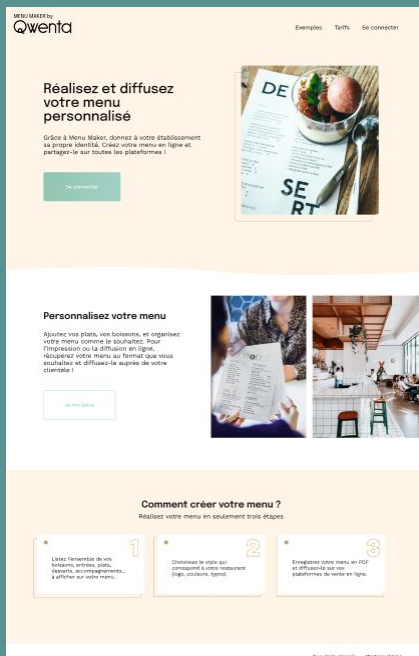 MENU MAKER by
Qwenta
Exemples Tarifs Se connecter
Réalisez et diffusez
votre menu
personnalisé
Grâce à Menu Maker, donnez à votre établissement
sa propre identité. Créez votre menu en ligne et
partagez-le sur toutes les plateformes !
Se connecter
DE
SE
RT
Personnalisez votre menu
Ajoutez vos plats, vos boissons, et organisez
votre menu comme le souhaitez. Pour
l'impression ou la diffusion en ligne,
récupérez votre menu au format que vous
souhaitez et diffusez-le auprès de votre
clientèle !
Je me lance
Comment créer votre menu ?
Réalisez votre menu en seulement trois étapes
1
Listez l'ensemble de vos
boissons, entrées, plats,
desserts, accompagnements...
à afficher sur votre menu.
2
Choisissez le style qui
correspond à votre restaurant
(logo, couleurs, typos).
3
Enregistrez votre menu en PDF
et diffusez-le sur vos
plateformes de vente en ligne.